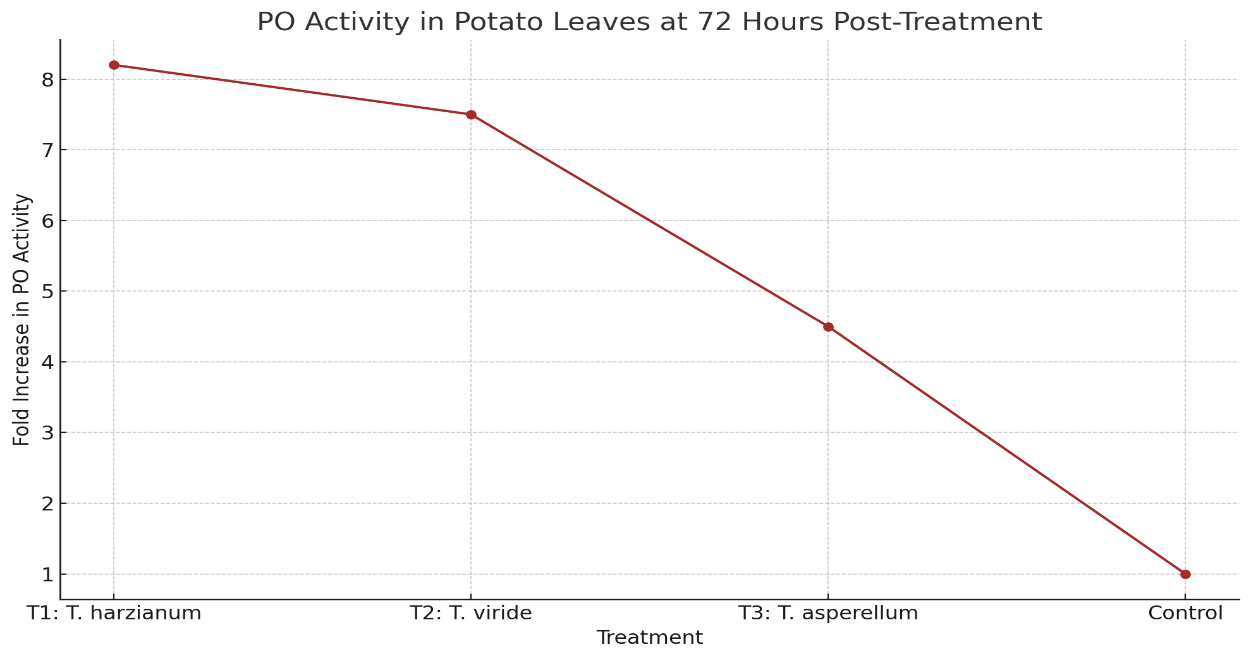 PO Activity in Potato Leaves at 72 Hours Post-Treatment
Fold Increase in PO Activity
8
7
6
5
4
3
2
1
T1: T. harzianum T2: T. viride T3: T. asperellum Control
Treatment